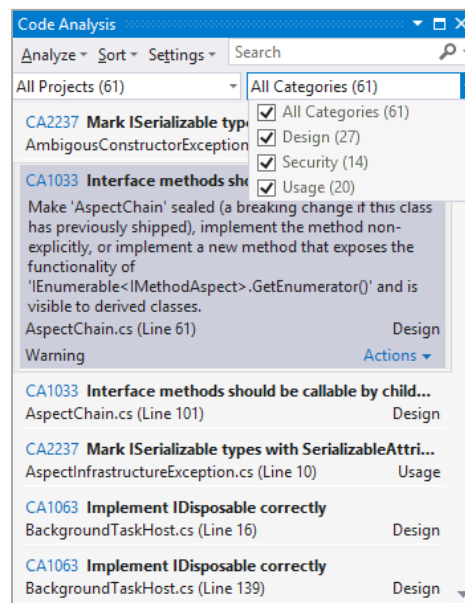 Code Analysis
Analyze Sort Settings Search
All Projects (61) All Categories (61)
All Categories (61)
Design (27)
Security (14)
Usage (20)
CA2237 Mark ISerializable
AmbigousConstructorException
CA1033 Interface methods
Make 'AspectChain' sealed (a breaking change if this class
has previously shipped), implement the method non-
explicitly, or implement a new method that exposes the
functionality of
'IEnumerable<IMethodAspect>.GetEnumerator()' and is
visible to derived classes.
AspectChain.cs (Line 61) Design
Warning Actions
CA1033 Interface methods should be callable by child...
AspectChain.cs (Line 101) Design
CA2237 Mark ISerializable types with SerializableAttri...
AspectInfrastructureException.cs (Line 10) Usage
CA1063 Implement IDisposable correctly
BackgroundTaskHost.cs (Line 16) Design
CA1063 Implement IDisposable correctly
BackgroundTaskHost.cs (Line 139) Design